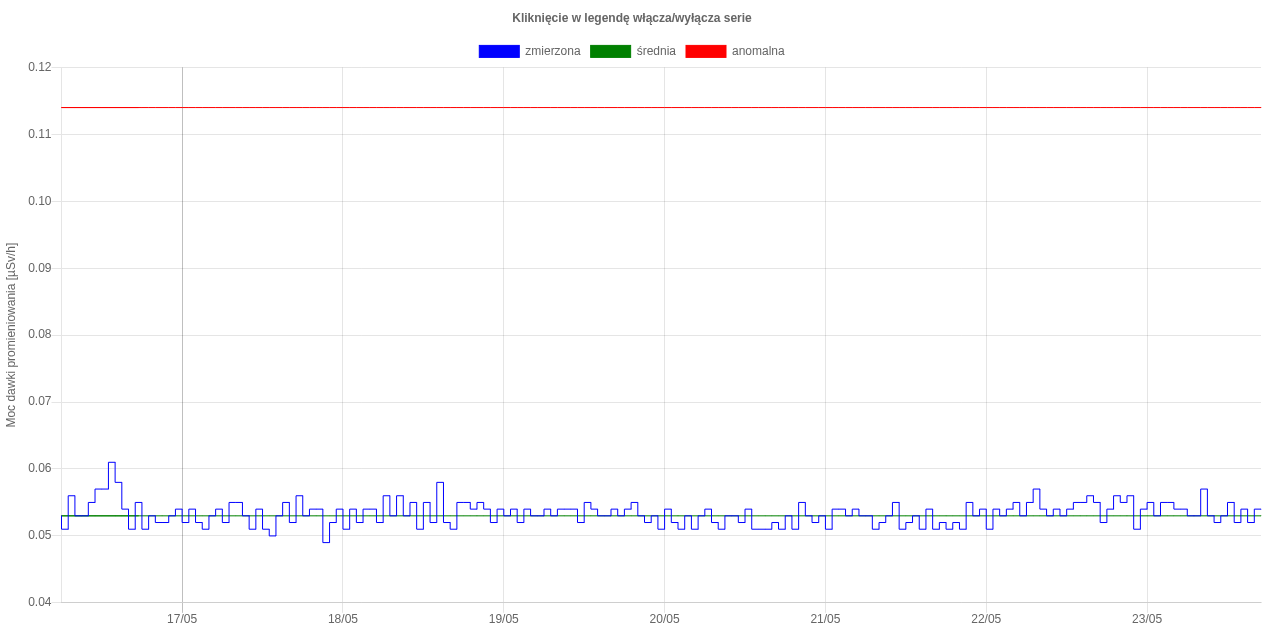 Kliknięcie w legendę włącza/wyłącza serie
zmierzona średnia anomalna
Moc dawki promieniowania [µSv/h]
0.12
0.11
0.10
0.09
0.08
0.07
0.06
0.05
0.04
17/05 18/05 19/05 20/05 21/05 22/05 23/05